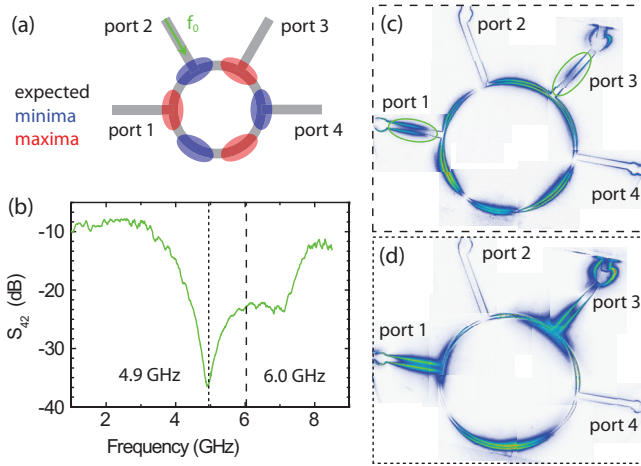 (a)
port 2
f0
port 3
expected
minima
maxima
port 1
port 4
(b)
-10
-20
-30
-40
S42 (dB)
4.9 GHz
6.0 GHz
2
4
6
8
Frequency (GHz)
(c)
port 2
port 3
port 1
port 4
(d)
port 2
port 3
port 1
port 4